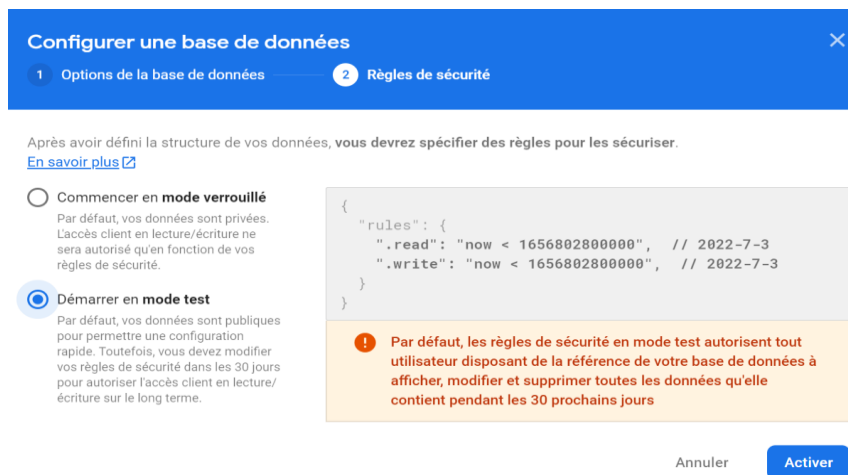 Configurer une base de données
1 Options de la base de données 2 Règles de sécurité
Après avoir défini la structure de vos données, vous devrez spécifier des règles pour les sécuriser.
En savoir plus
Commencer en mode verrouillé
Par défaut, vos données sont privées.
L'accès client en lecture/écriture ne
sera autorisé qu'en fonction de vos
règles de sécurité.
Démarrer en mode test
Par défaut, vos données sont publiques
pour permettre une configuration
rapide. Toutefois, vous devez modifier
vos règles de sécurité dans les 30 jours
pour autoriser l'accès client en lecture/
écriture sur le long terme.
{
"rules": {
".read": "now < 1656802800000", // 2022-7-3
".write": "now < 1656802800000", // 2022-7-3
}
}
! Par défaut, les règles de sécurité en mode test autorisent tout
utilisateur disposant de la référence de votre base de données à
afficher, modifier et supprimer toutes les données qu'elle
contient pendant les 30 prochains jours
Annuler Activer